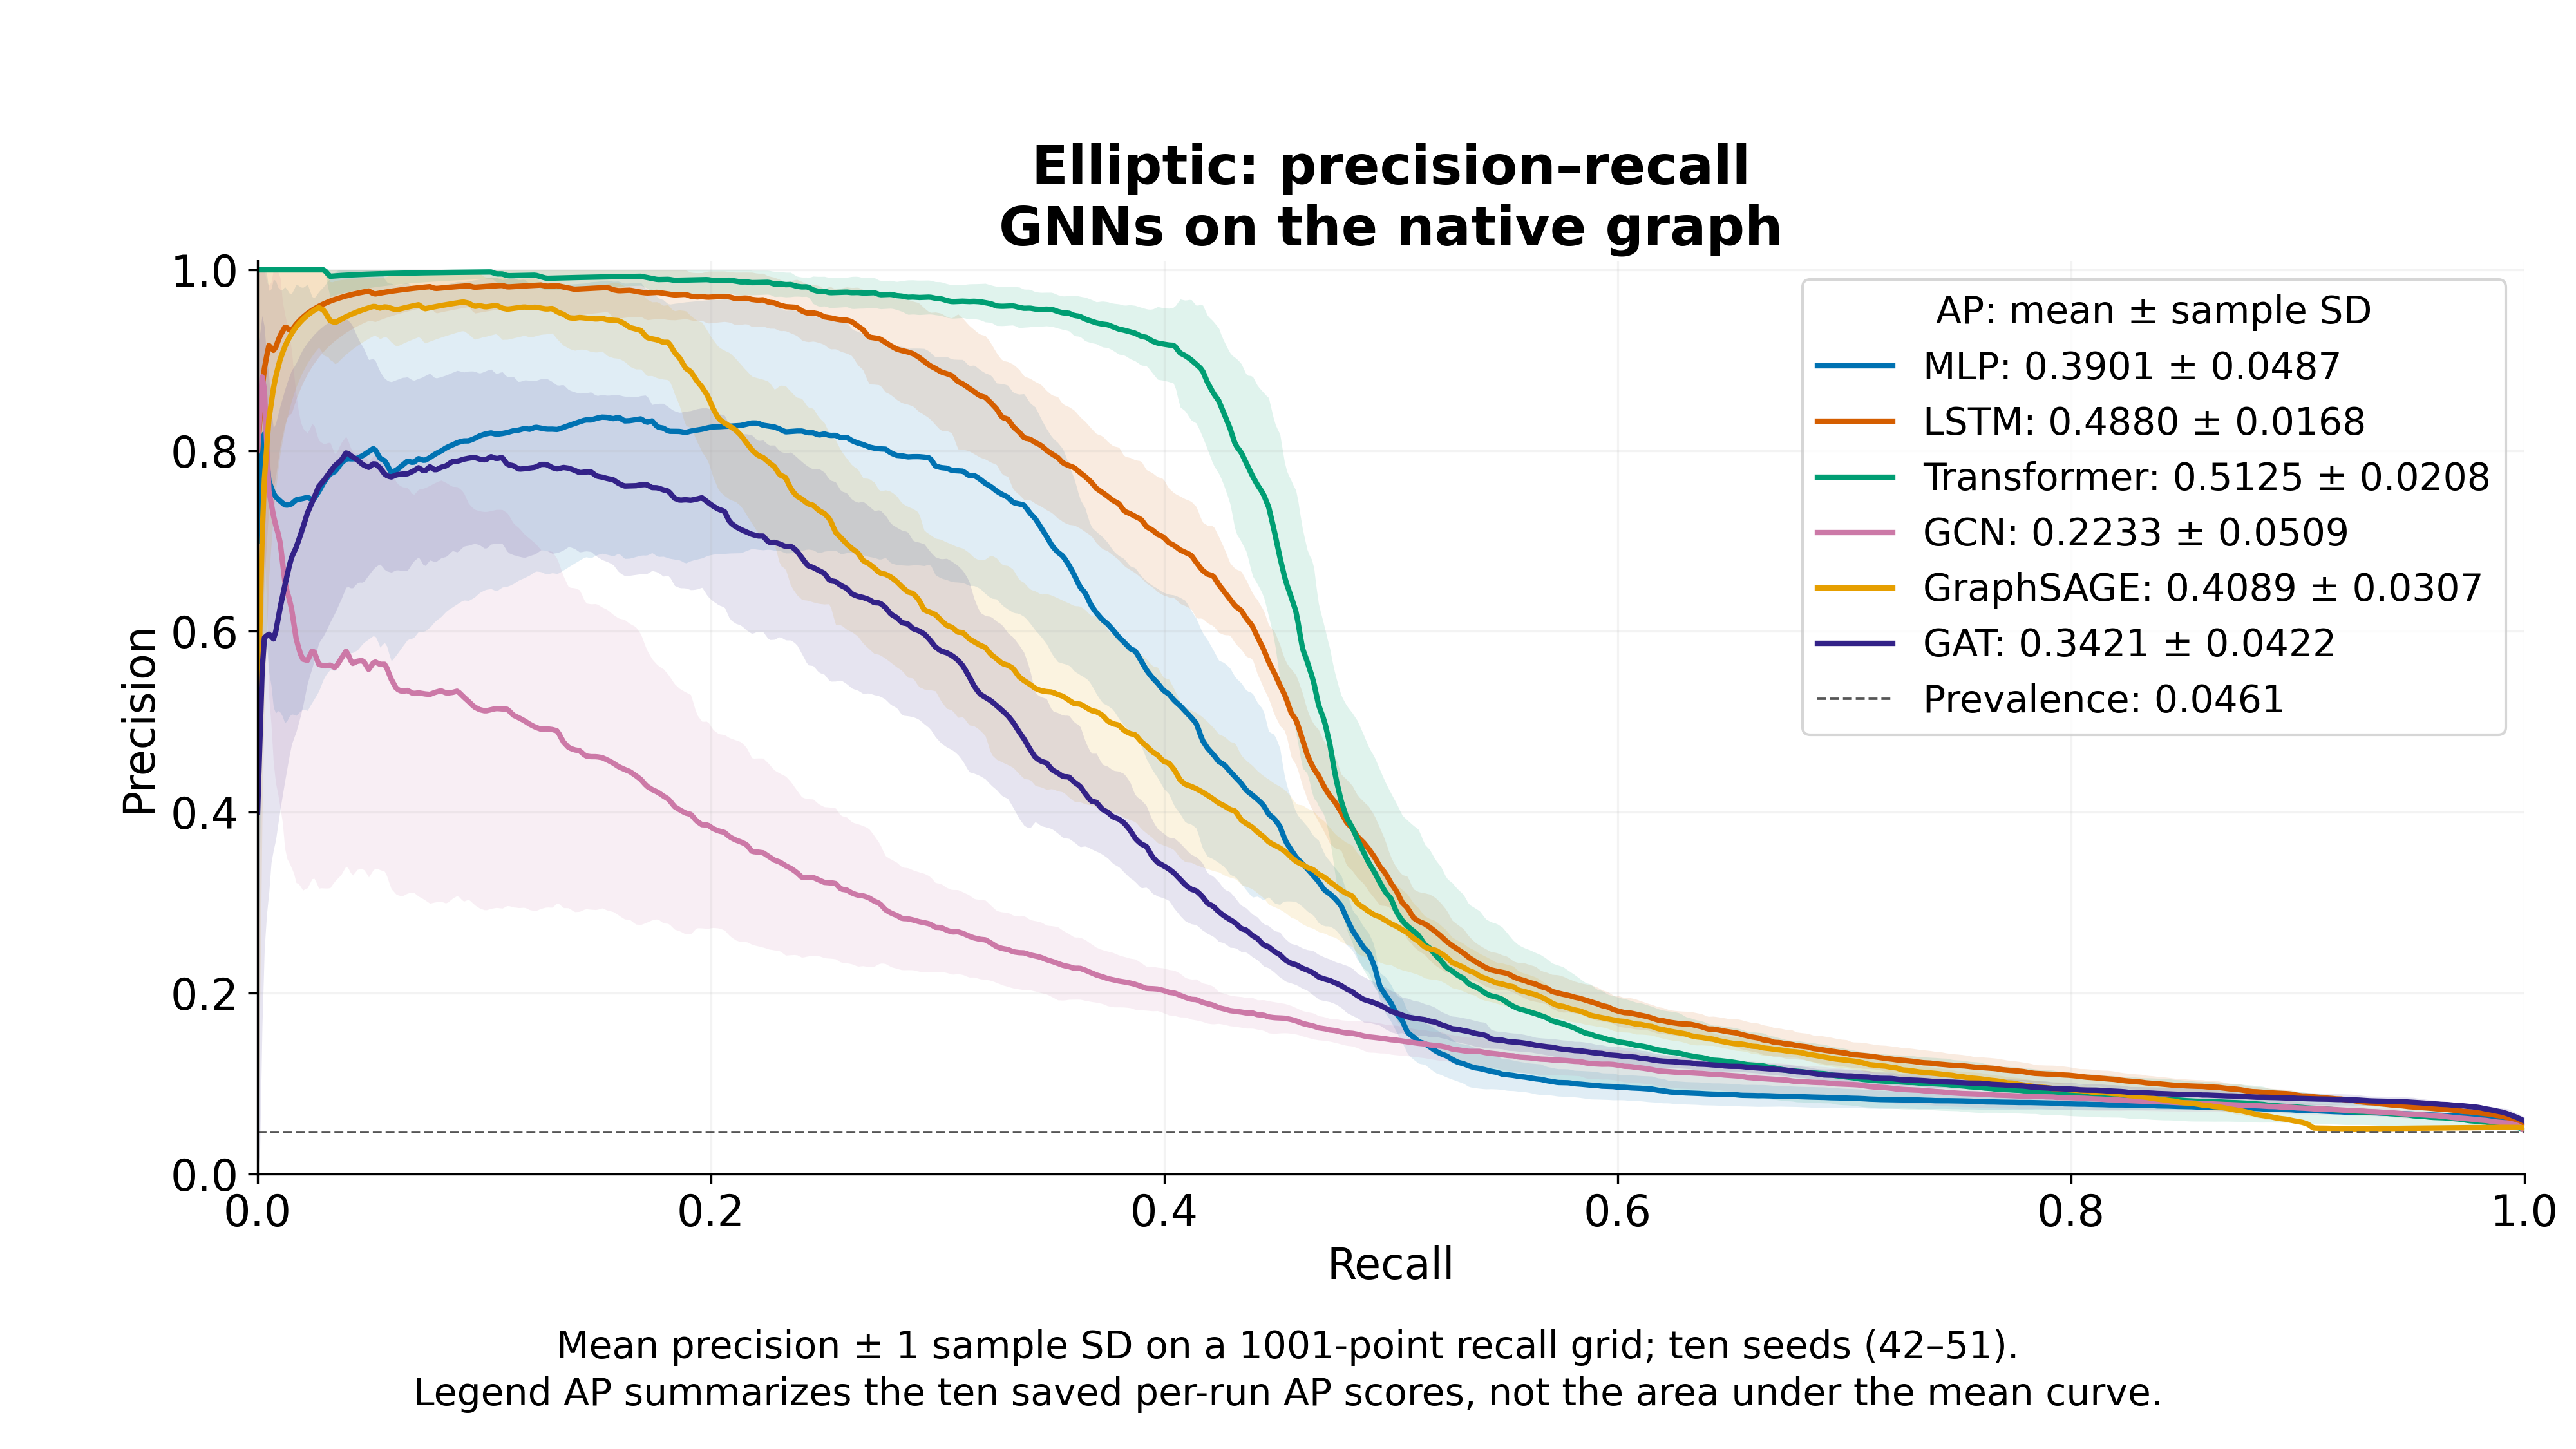 Elliptic: precision–recall
GNNs on the native graph
1.0
0.8
0.6
0.4
0.2
0.0
Precision
AP: mean ± sample SD
MLP: 0.3901 ± 0.0487
LSTM: 0.4880 ± 0.0168
Transformer: 0.5125 ± 0.0208
GCN: 0.2233 ± 0.0509
GraphSAGE: 0.4089 ± 0.0307
GAT: 0.3421 ± 0.0422
Prevalence: 0.0461
0.0 0.2 0.4 0.6 0.8 1.0
Recall
Mean precision ± 1 sample SD on a 1001-point recall grid; ten seeds (42–51).
Legend AP summarizes the ten saved per-run AP scores, not the area under the mean curve.